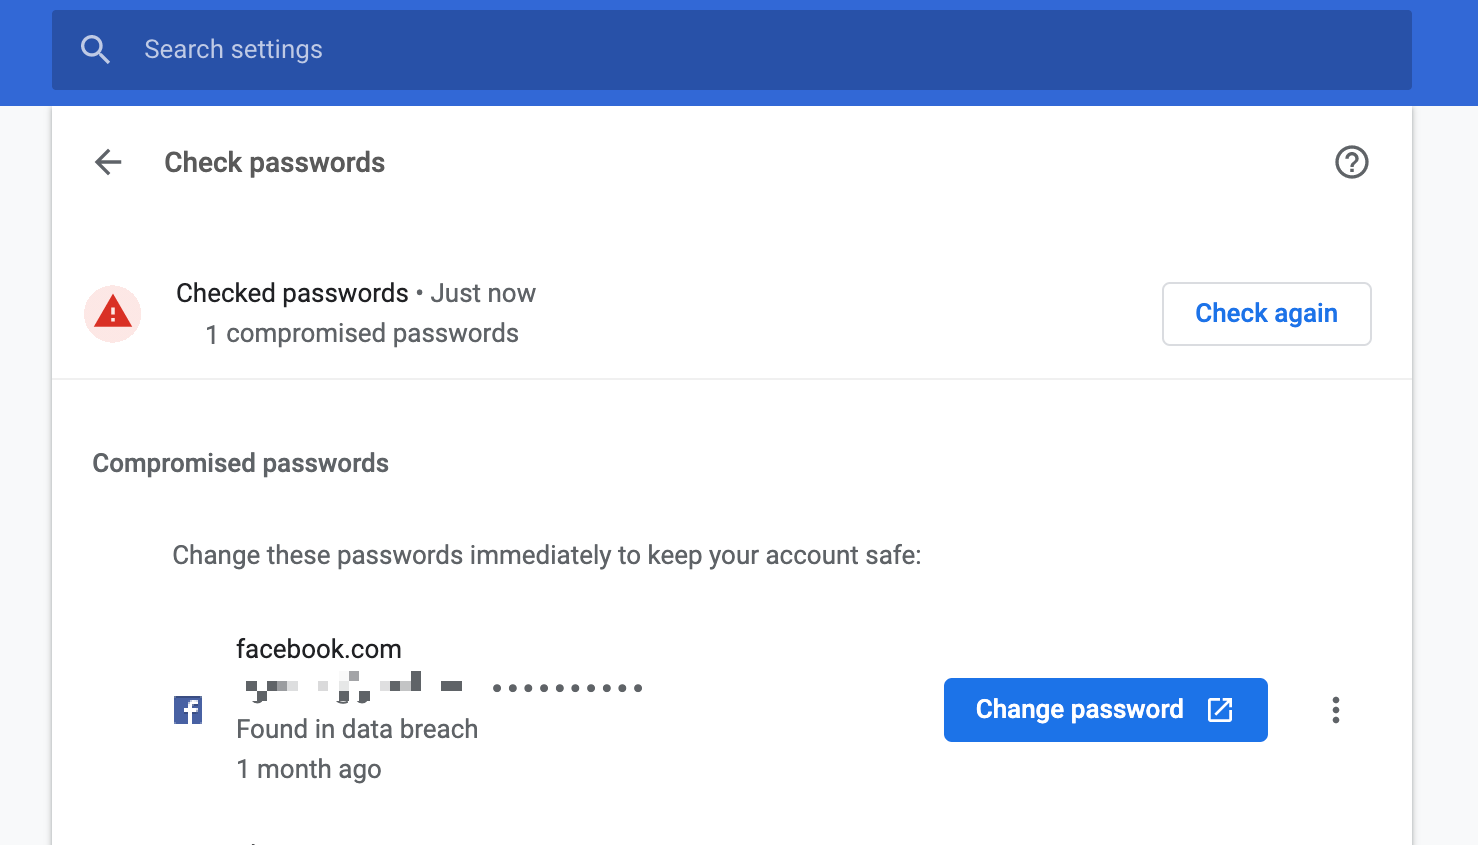 Search settings
Check passwords
Checked passwords • Just now
1 compromised passwords
Check again
Compromised passwords
Change these passwords immediately to keep your account safe:
facebook.com
••••••••••
Found in data breach
1 month ago
Change password